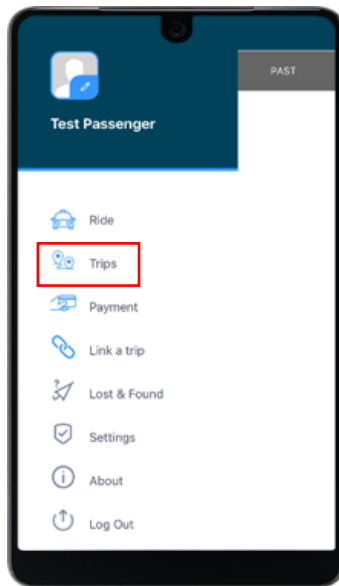 PAST
Test Passenger
Ride
Trips
Payment
Link a trip
Lost & Found
Settings
About
Log Out